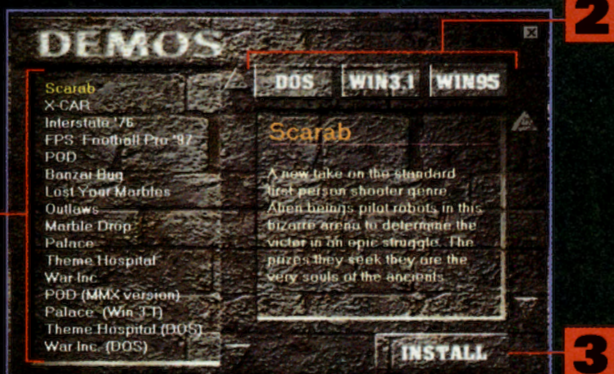 2
DEMOS
DOS WIN3.1 WIN95
Scarab
X-CAR
Interstate '76
FPS: Football Pro '97
POD
Banzai Bug
Lost Your Marbles
Outlaws
Marble Drop
Palace
Theme Hospital
War Inc
POD (MMX version)
Palace (Win 3.1)
Theme Hospital (DOS)
War Inc. (DOS)
Scarab
A new take on the standard
first person shooter genre.
Alien beings pilot robots in this
bizarre arena to determine the
victor in an epic struggle. The
prizes they seek they are the
very souls of the ancients.
INSTALL
3